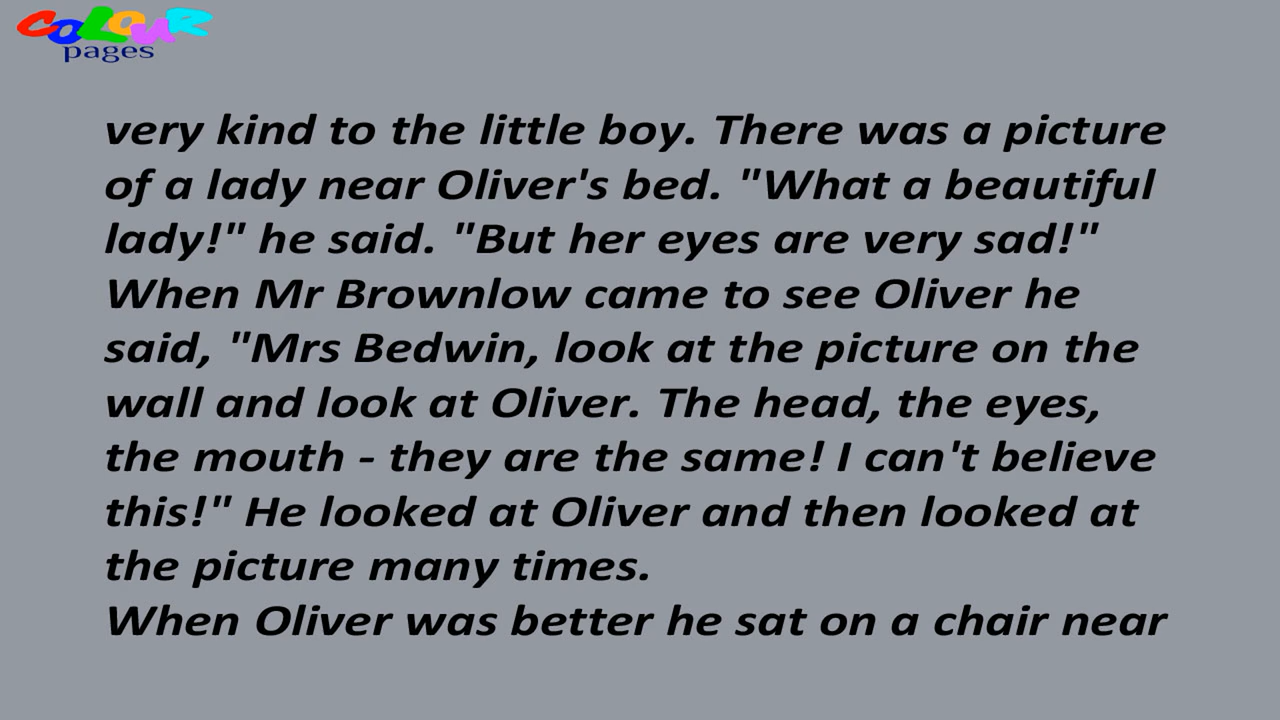 COLOUR
pages
very kind to the little boy. There was a picture
of a lady near Oliver's bed. "What a beautiful
lady!" he said. "But her eyes are very sad!"
When Mr Brownlow came to see Oliver he
said, "Mrs Bedwin, look at the picture on the
wall and look at Oliver. The head, the eyes,
the mouth - they are the same! I can't believe
this!" He looked at Oliver and then looked at
the picture many times.
When Oliver was better he sat on a chair near